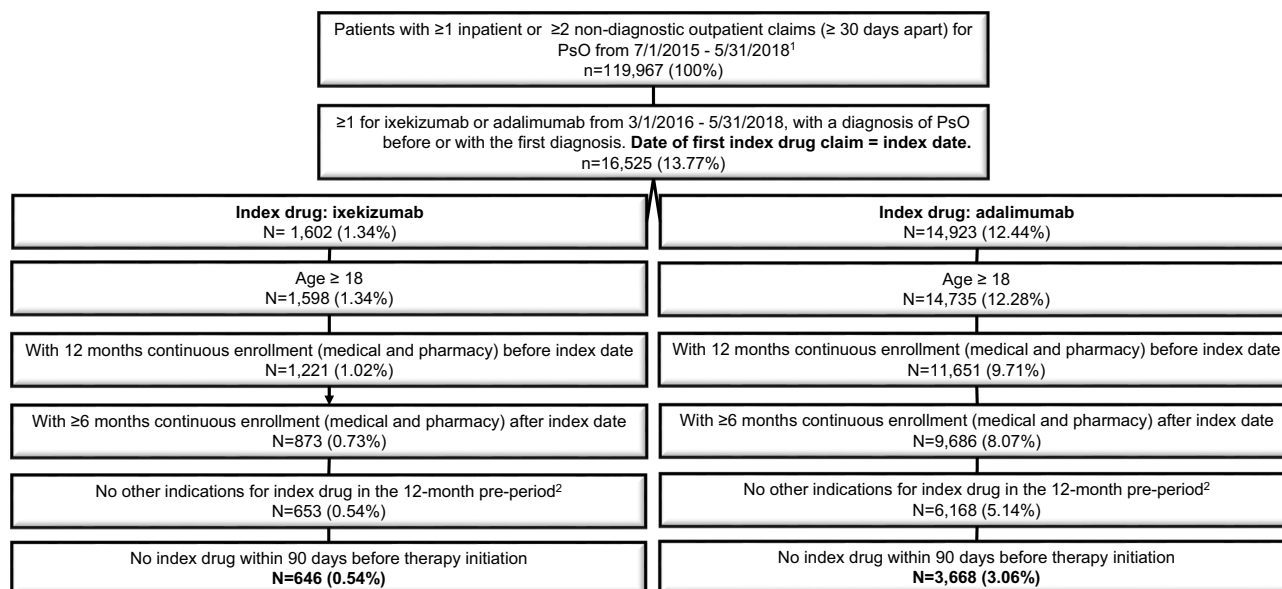 Patients with ≥1 inpatient or ≥2 non-diagnostic outpatient claims (≥ 30 days apart) for
PsO from 7/1/2015 - 5/31/2018¹
n=119,967 (100%)
≥1 for ixekizumab or adalimumab from 3/1/2016 - 5/31/2018, with a diagnosis of PsO
before or with the first diagnosis. Date of first index drug claim = index date.
n=16,525 (13.77%)
Index drug: ixekizumab
N= 1,602 (1.34%)
Age ≥ 18
N=1,598 (1.34%)
With 12 months continuous enrollment (medical and pharmacy) before index date
N=1,221 (1.02%)
With ≥6 months continuous enrollment (medical and pharmacy) after index date
N=873 (0.73%)
No other indications for index drug in the 12-month pre-period²
N=653 (0.54%)
No index drug within 90 days before therapy initiation
N=646 (0.54%)
Index drug: adalimumab
N=14,923 (12.44%)
Age ≥ 18
N=14,735 (12.28%)
With 12 months continuous enrollment (medical and pharmacy) before index date
N=11,651 (9.71%)
With ≥6 months continuous enrollment (medical and pharmacy) after index date
N=9,686 (8.07%)
No other indications for index drug in the 12-month pre-period²
N=6,168 (5.14%)
No index drug within 90 days before therapy initiation
N=3,668 (3.06%)